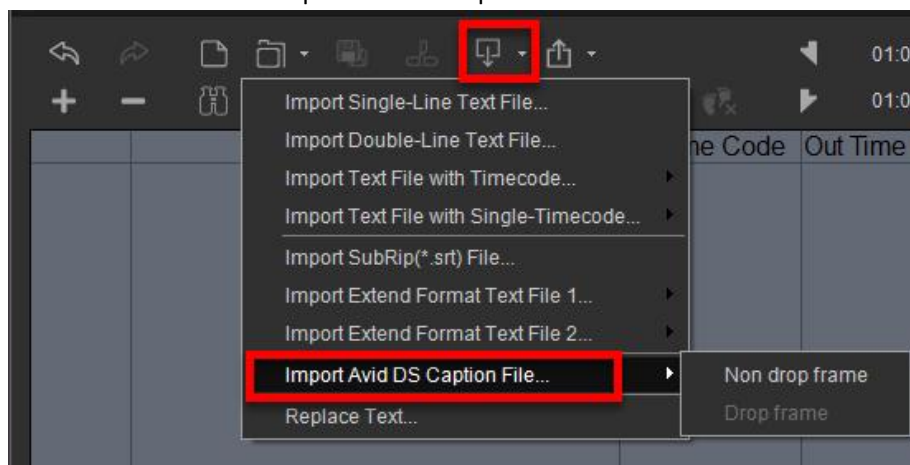 01:0
01:0
ne Code Out Time
Import Single-Line Text File...
Import Double-Line Text File...
Import Text File with Timecode...
Import Text File with Single-Timecode...
Import SubRip(*.srt) File...
Import Extend Format Text File 1...
Import Extend Format Text File 2...
Import Avid DS Caption File...
Non drop frame
Drop frame
Replace Text...